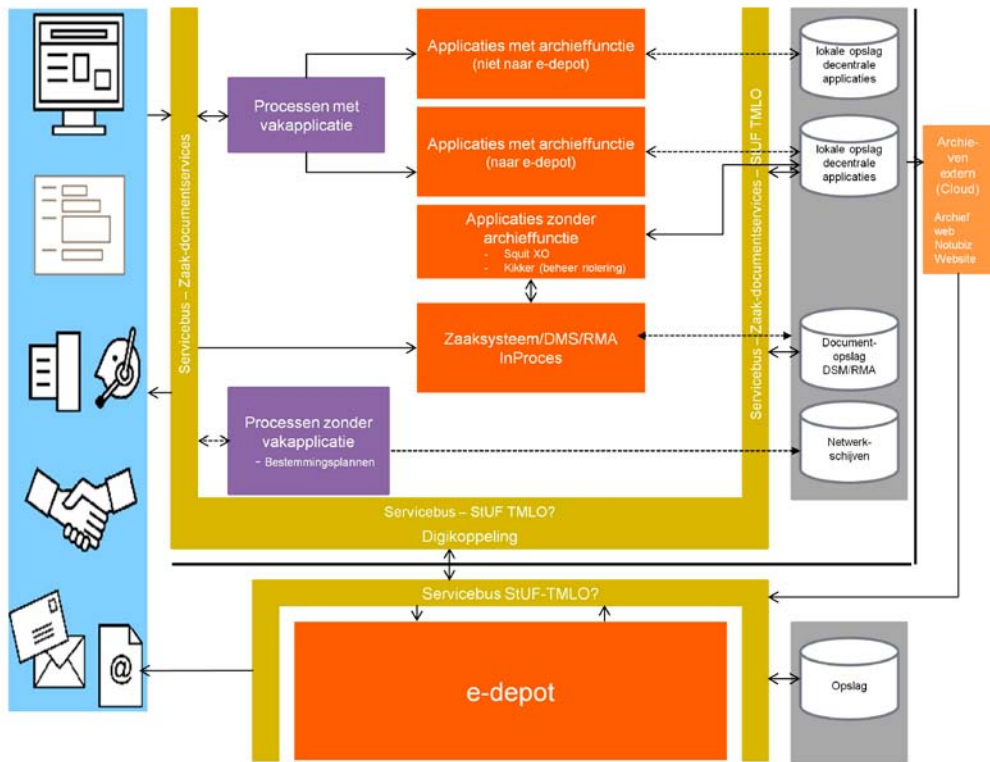 Applicaties met archieffunctie
(niet naar e-depot)
lokale opslag
decentrale
applicaties
Processen met
vakapplicatie
Applicaties met archieffunctie
(naar e-depot)
lokale opslag
decentrale
applicaties
Archie-
ven
extern
(Cloud)
Archief
web
Notubiz
Website
Applicaties zonder
archieffunctie
- Squit XO
- Kikker (beheer riolering)
Servicebus – Zaak-documentservices
Servicebus – Zaak-documentservices – StUF TMLO
Zaaksysteem/DMS/RMA
InProces
Document-
opslag
DSM/RMA
Processen zonder
vakapplicatie
– Bestemmingsplannen
Netwerk-
schijven
Servicebus – StUF TMLO?
Digikoppeling
Servicebus StUF-TMLO?
@
e-depot
Opslag